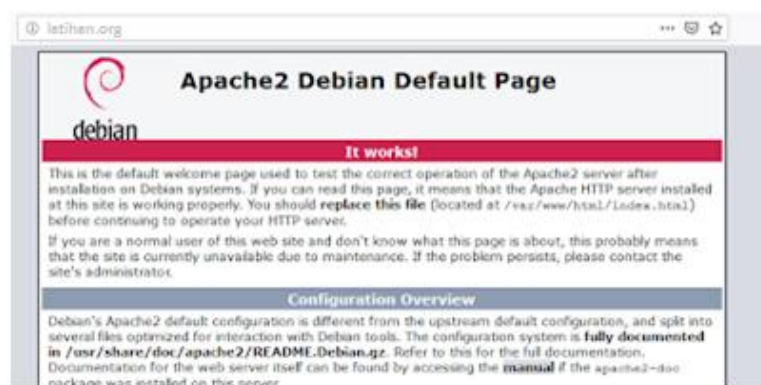 latihan.org
Apache2 Debian Default Page
debian
It works!
This is the default welcome page used to test the correct operation of the Apache2 server after
installation on Debian systems. If you can read this page, it means that the Apache HTTP server installed
at this site is working properly. You should replace this file (located at /var/www/html/index.html)
before continuing to operate your HTTP server.
If you are a normal user of this web site and don't know what this page is about, this probably means
that the site is currently unavailable due to maintenance. If the problem persists, please contact the
site's administrator.
Configuration Overview
Debian's Apache2 default configuration is different from the upstream default configuration, and split into
several files optimized for interaction with Debian tools. The configuration system is fully documented
in /usr/share/doc/apache2/README.Debian.gz. Refer to this for the full documentation.
Documentation for the web server itself can be found by accessing the manual if the apache2-doc
package was installed on this server.